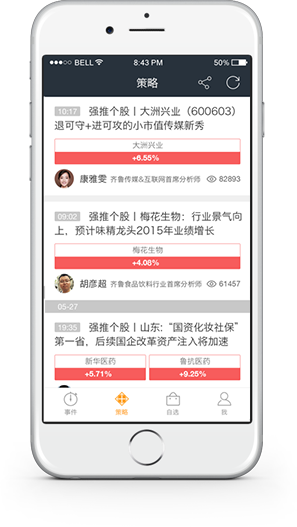 ●●●○○ BELL 8:43 PM 50%
策略
10:17 强推个股丨大洲兴业（600603）
退可守+进可攻的小市值传媒新秀
大洲兴业
+6.55%
康雅雯 齐鲁传媒&互联网首席分析师 82893
09:02 强推个股丨梅花生物：行业景气向
上，预计味精龙头2015年业绩增长
梅花生物
+4.08%
胡彦超 齐鲁食品饮料行业首席分析师 61457
05-27
19:35 强推个股丨山东：“国资化妆社保”
第一省，后续国企改革资产注入将加速
新华医药 鲁抗医药
+5.71% +9.25%
事件 策略 自选 我